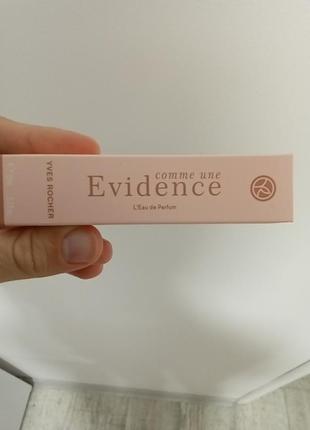 comme une
Evidence
L'Eau de Parfum
YVES ROCHER